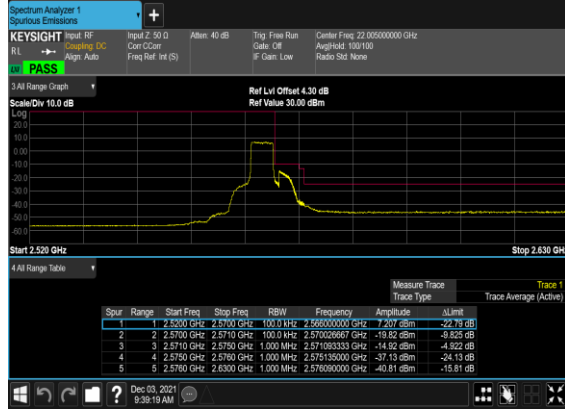 Spectrum Analyzer 1
Spurious Emissions
KEYSIGHT Input: RF Input Z: 50 Ω Atten: 40 dB Trig: Free Run Center Freq: 22.005000000 GHz
RL Coupling: DC Corr CCorr Gate: Off Avg|Hold: 100/100
Align: Auto Freq Ref: Int (S) IF Gain: Low Radio Std: None
PASS
3 All Range Graph
Ref Lvl Offset 4.30 dB
Scale/Div 10.0 dB Ref Value 30.00 dBm
Log
20.0
10.0
0.00
-10.0
-20.0
-30.0
-40.0
-50.0
-60.0
Start 2.520 GHz Stop 2.630 GHz
4 All Range Table
Measure Trace Trace 1
Trace Type Trace Average (Active)
Spur Range Start Freq Stop Freq RBW Frequency Amplitude ΔLimit
1 1 2.5200 GHz 2.5700 GHz 100.0 kHz 2.566000000 GHz 7.207 dBm -22.79 dB
2 2 2.5700 GHz 2.5710 GHz 100.0 kHz 2.570026667 GHz -19.82 dBm -9.825 dB
3 3 2.5710 GHz 2.5750 GHz 1.000 MHz 2.571093333 GHz -14.92 dBm -4.922 dB
4 4 2.5750 GHz 2.5760 GHz 1.000 MHz 2.575135000 GHz -37.13 dBm -24.13 dB
5 5 2.5760 GHz 2.6300 GHz 1.000 MHz 2.576090000 GHz -40.81 dBm -15.81 dB
? Dec 03, 2021
9:39:19 AM